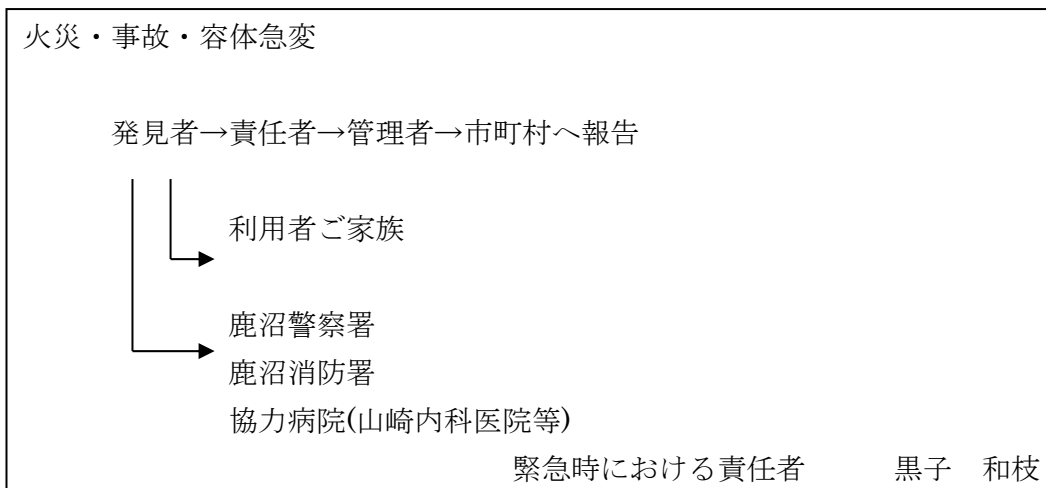 火災・事故・容体急変
発見者→責任者→管理者→市町村へ報告
利用者ご家族
鹿沼警察署
鹿沼消防署
協力病院(山崎内科医院等)
緊急時における責任者　　　黒子　和枝